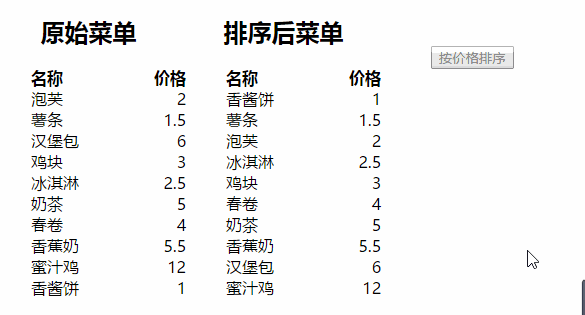 原始菜单 排序后菜单
按价格排序
名称 价格 名称 价格
泡芙 2 香酱饼 1
薯条 1.5 薯条 1.5
汉堡包 6 泡芙 2
鸡块 3 冰淇淋 2.5
冰淇淋 2.5 鸡块 3
奶茶 5 春卷 4
春卷 4 奶茶 5
香蕉奶 5.5 香蕉奶 5.5
蜜汁鸡 12 汉堡包 6
香酱饼 1 蜜汁鸡 12